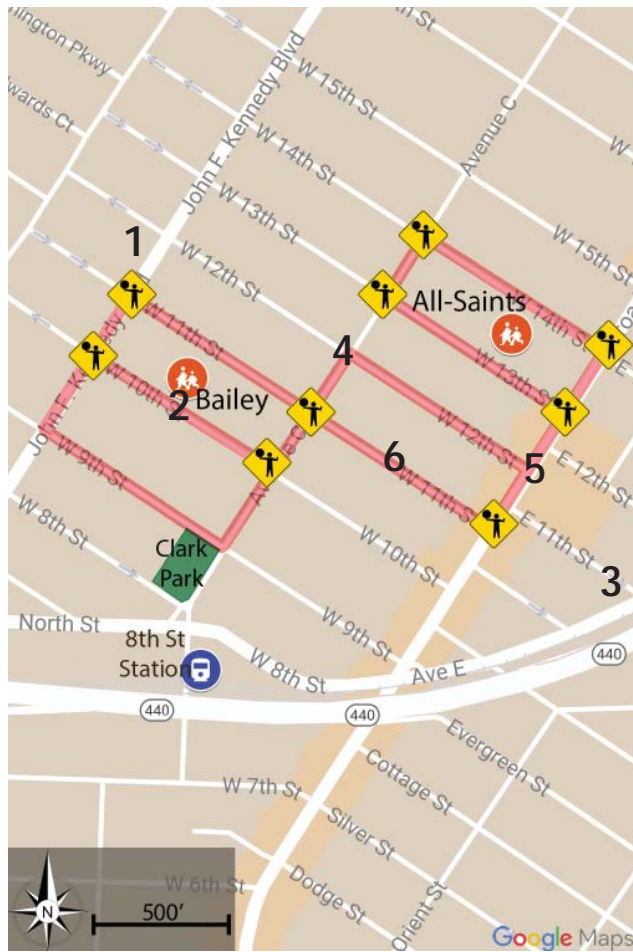 ington Pkwy
dwards Ct
John F. Kennedy Blvd
W 15th St
Avenue C
W 14th St
W 13th St
W 12th St
W 15th St
1
W 11th St
All-Saints
W 14th St
E
4
W 13th St
2
Bailey
W 10th St
W 12th St
E 12th St
6
5
W 11th St
E 11th St
W 9th St
W 10th St
W 8th St
Clark
Park
3
W 9th St
North St
8th St
Station
W 8th St
Ave E
440
440
440
Evergreen St
W 7th St
Cottage St
Silver St
W 6th St
Dodge St
Orient St
N
500'
Google Maps